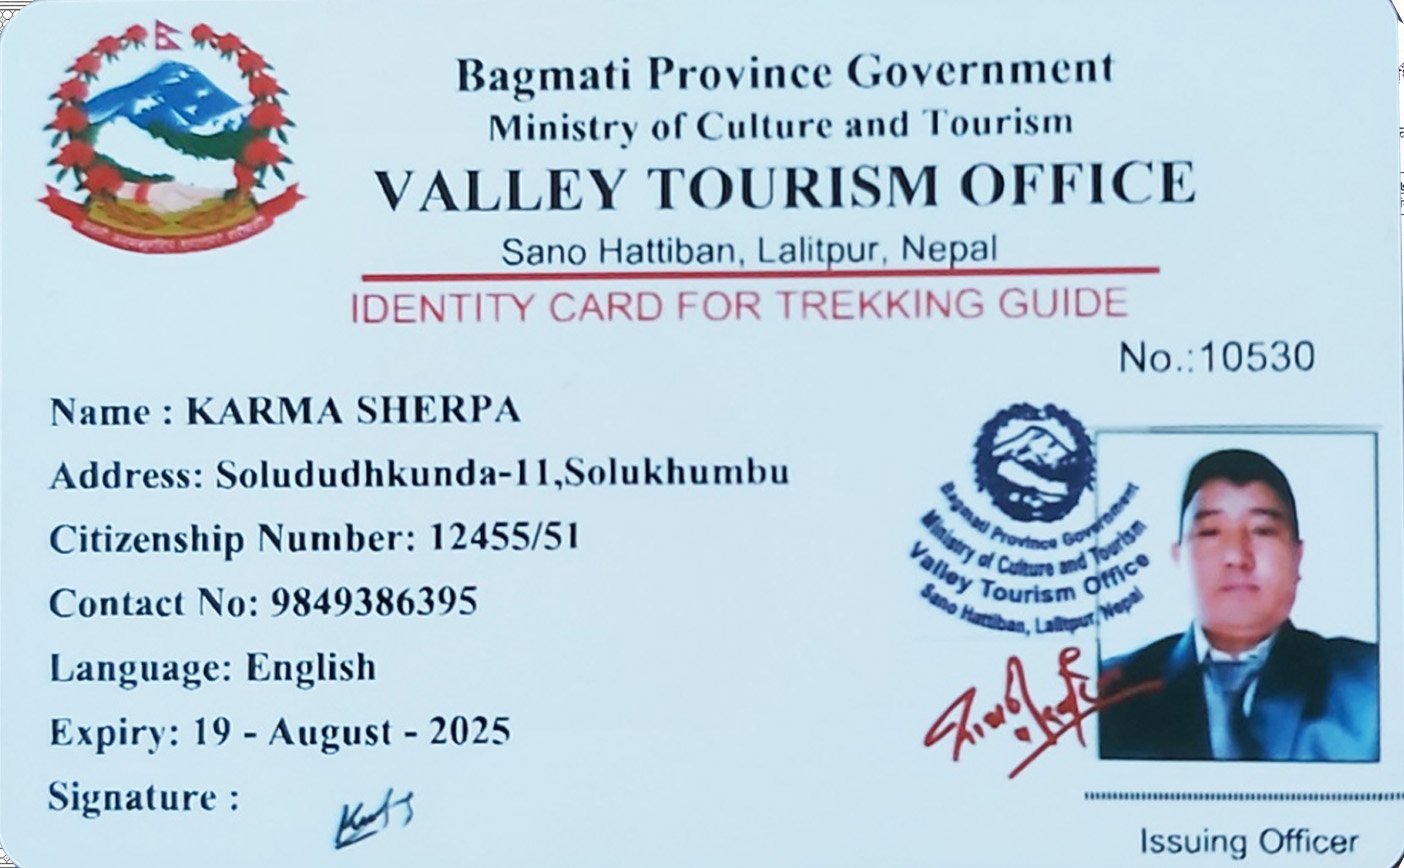 Bagmati Province Government
Ministry of Culture and Tourism
VALLEY TOURISM OFFICE
Sano Hattiban, Lalitpur, Nepal
IDENTITY CARD FOR TREKKING GUIDE
No.:10530
Name : KARMA SHERPA
Address: Solududhkunda-11,Solukhumbu
Citizenship Number: 12455/51
Contact No: 9849386395
Language: English
Expiry: 19 - August - 2025
Signature :
Bagmati Province Government
Ministry of Culture and Tourism
Valley Tourism Office
Sano Hattiban, Lalitpur, Nepal
Issuing Officer